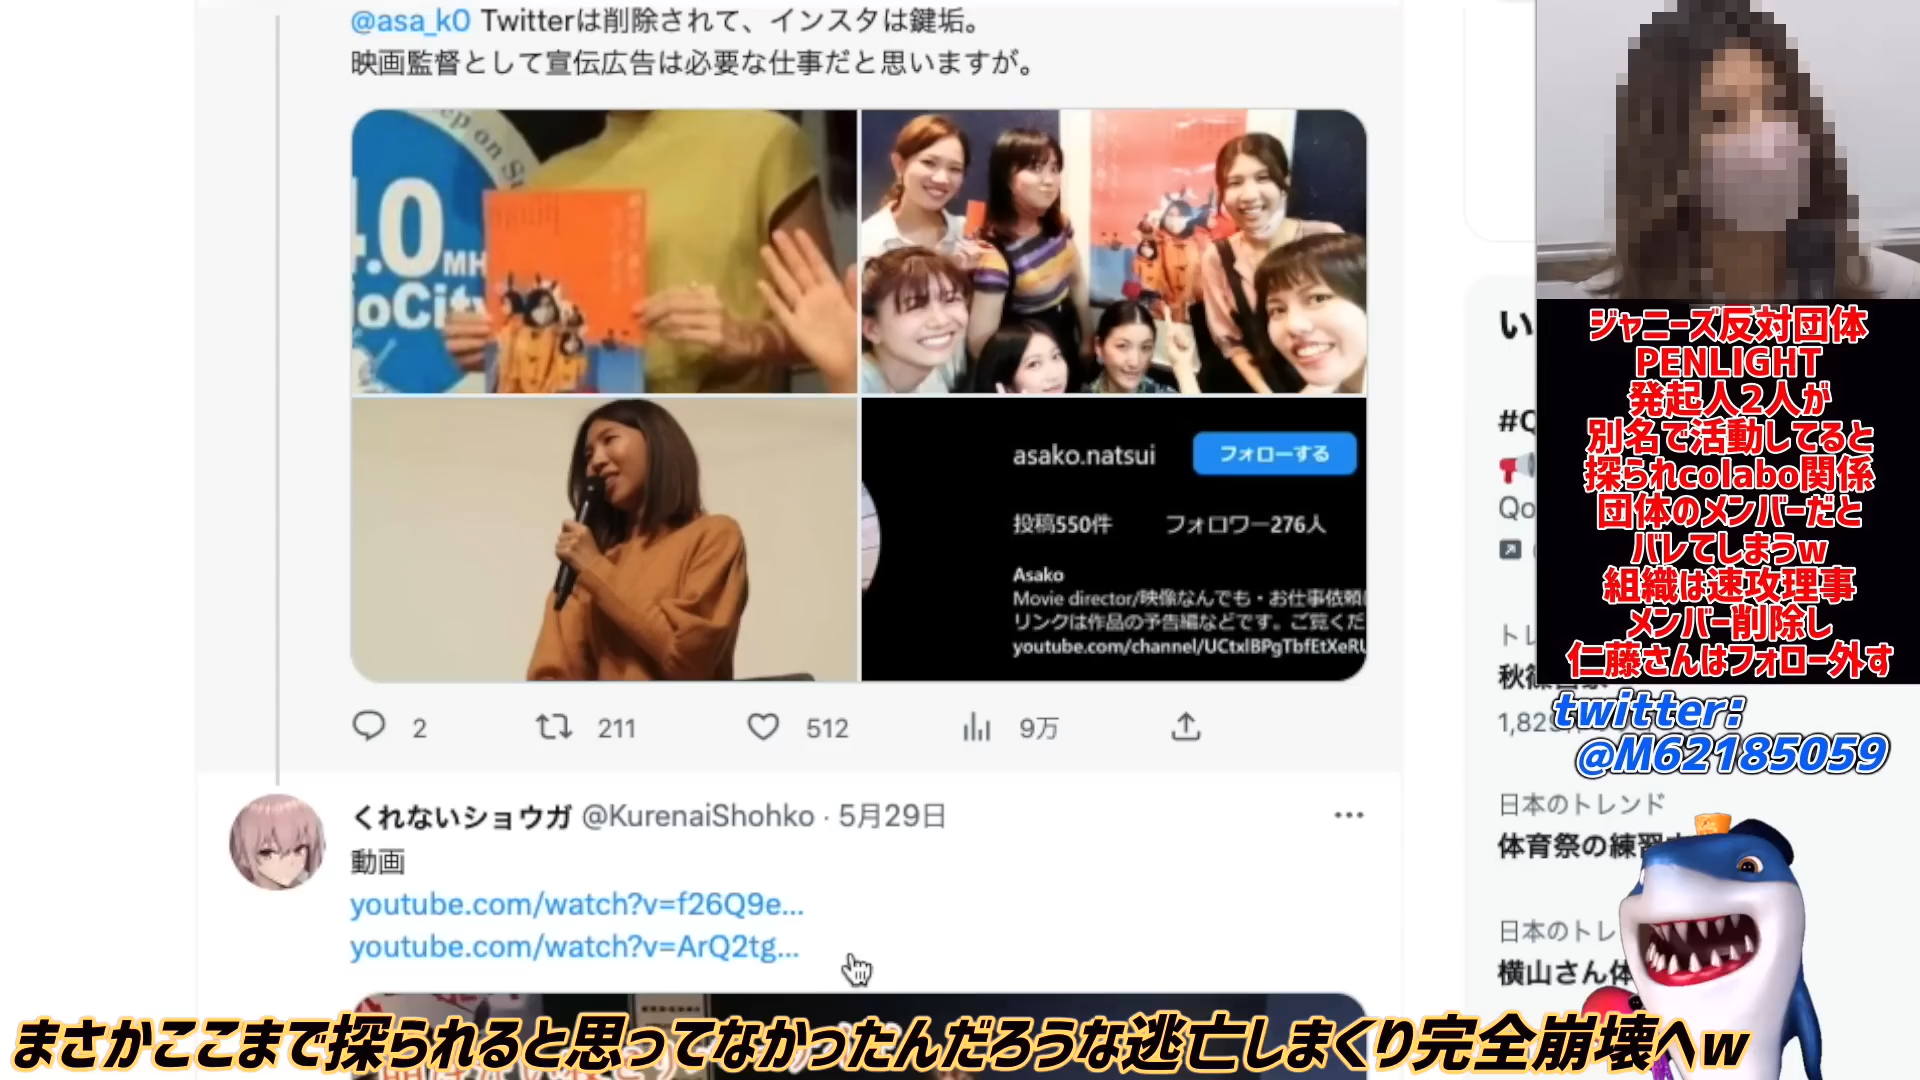 @asa_k0 Twitterは削除されて、インスタは鍵垢。
映画監督として宣伝広告は必要な仕事だと思いますが。
ep on
.0
MH
ioCity
asako.natsui
フォローする
投稿550件 フォロワー276人
Asako
Movie director/映像なんでも・お仕事依頼
リンクは作品の予告編などです。ご覧くだ
youtube.com/channel/UCtxlBPgTbfEtXeRU
2 211 512 9万
くれないショウガ @KurenaiShohko · 5月29日
動画
youtube.com/watch?v=f26Q9e...
youtube.com/watch?v=ArQ2tg...
い
#Q
Qo
トレ
1,829
日本のトレンド
体育祭の練習
日本のトレ
横山さん体
ジャニーズ反対団体
PENLIGHT
発起人2人が
別名で活動してると
探られcolabo関係
団体のメンバーだと
バレてしまうw
組織は速攻理事
メンバー削除し
仁藤さんはフォロー外す
twitter:
@M62185059
まさかここまで探られると思ってなかったんだろうな逃亡しまくり完全崩壊へw